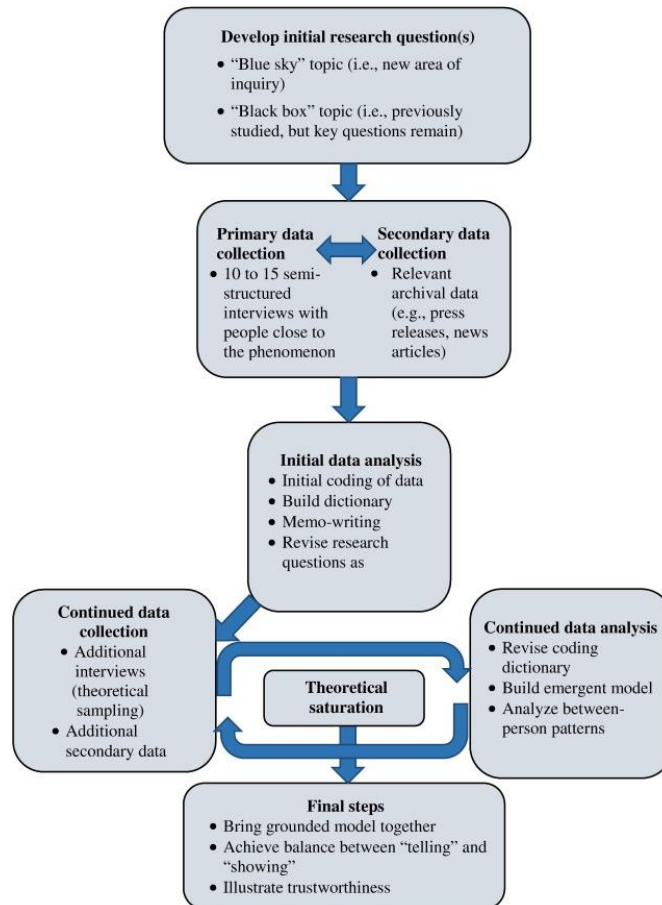 Develop initial research question(s)
• “Blue sky” topic (i.e., new area of
inquiry)
• “Black box” topic (i.e., previously
studied, but key questions remain)
Primary data
collection
• 10 to 15 semi-
structured
interviews with
people close to
the phenomenon
Secondary data
collection
• Relevant
archival data
(e.g., press
releases, news
articles)
Initial data analysis
• Initial coding of data
• Build dictionary
• Memo-writing
• Revise research
questions as
Continued data
collection
• Additional
interviews
(theoretical
sampling)
• Additional
secondary data
Theoretical
saturation
Continued data analysis
• Revise coding
dictionary
• Build emergent model
• Analyze between-
person patterns
Final steps
• Bring grounded model together
• Achieve balance between “telling” and
“showing”
• Illustrate trustworthiness